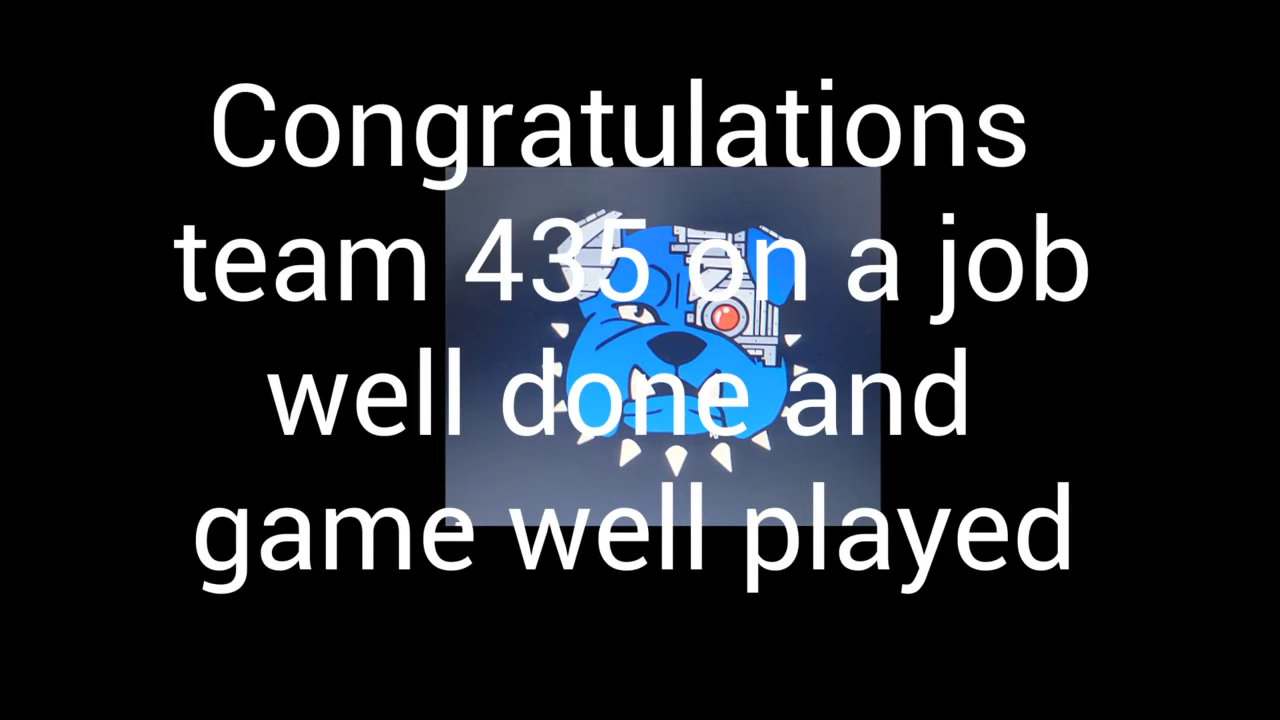 Congratulations
team 435 on a job
well done and
game well played